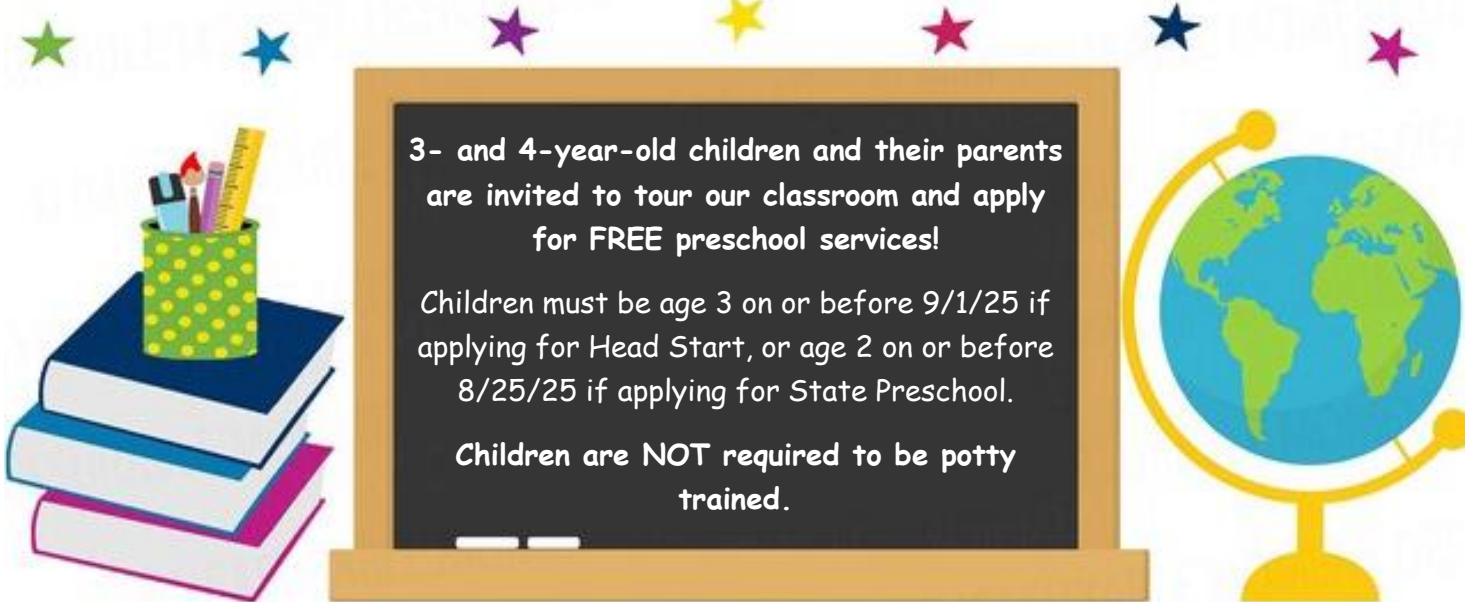 3- and 4-year-old children and their parents
are invited to tour our classroom and apply
for FREE preschool services!
Children must be age 3 on or before 9/1/25 if
applying for Head Start, or age 2 on or before
8/25/25 if applying for State Preschool.
Children are NOT required to be potty
trained.